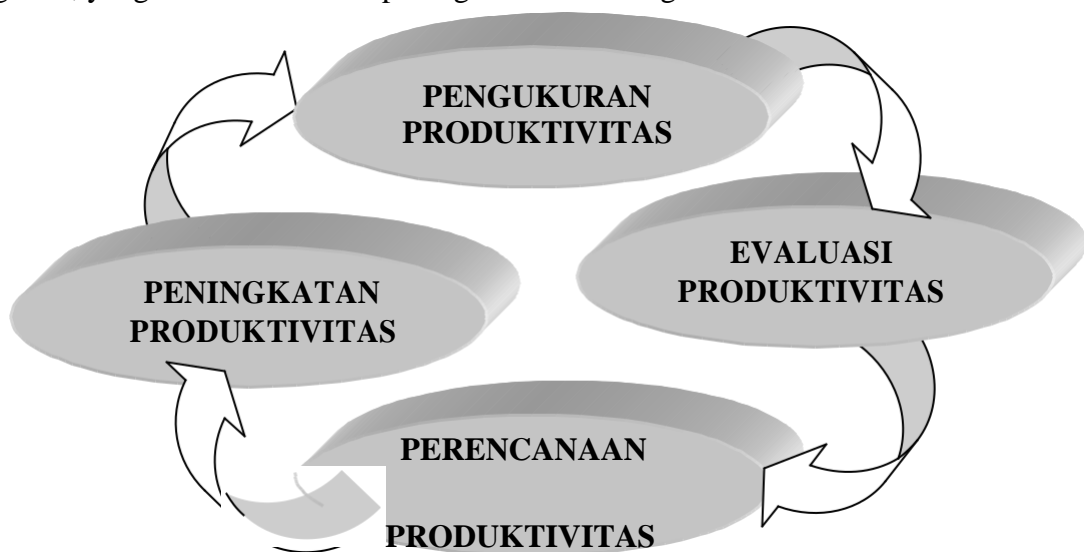 PENGUKURAN
PRODUKTIVITAS
EVALUASI
PRODUKTIVITAS
PENINGKATAN
PRODUKTIVITAS
PERENCANAAN
PRODUKTIVITAS